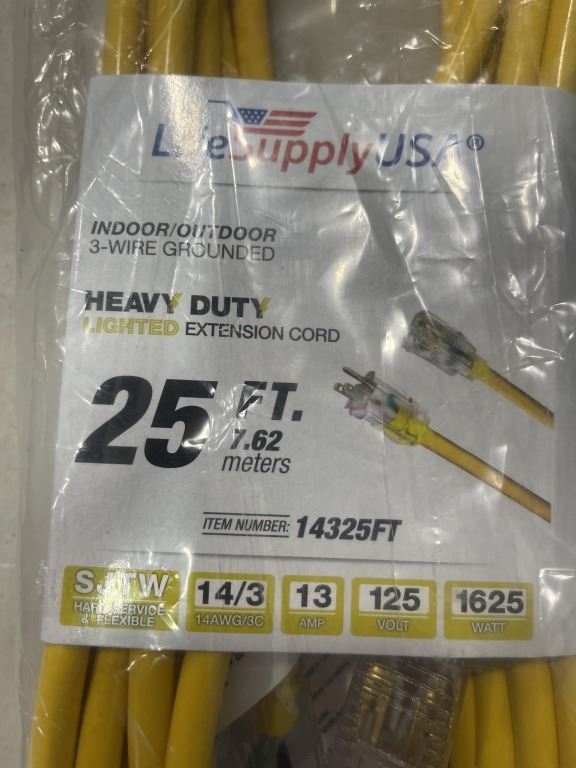 LifeSupplyUSA®
INDOOR/OUTDOOR
3-WIRE GROUNDED
HEAVY DUTY
LIGHTED EXTENSION CORD
25 FT.
7.62
meters
ITEM NUMBER: 14325FT
SJTW
HARD SERVICE
& FLEXIBLE
14/3
14AWG/3C
13
AMP
125
VOLT
1625
WATT